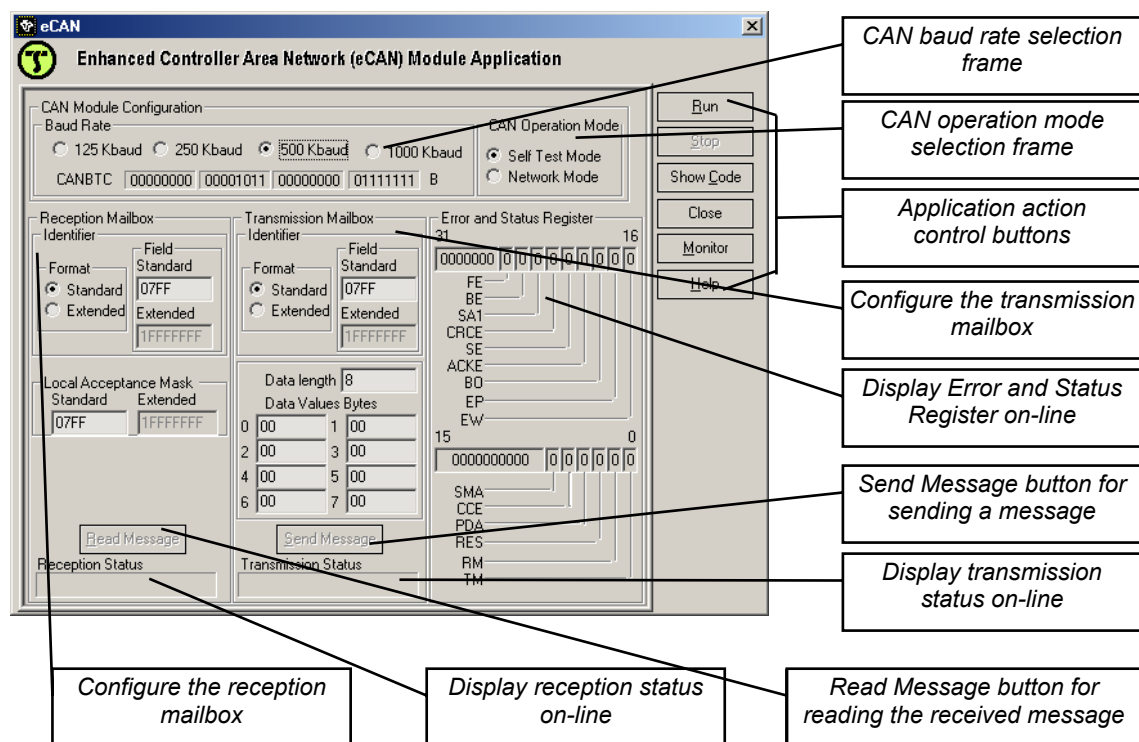 eCAN
Enhanced Controller Area Network (eCAN) Module Application
CAN Module Configuration
Baud Rate
125 Kbaud 250 Kbaud 500 Kbaud 1000 Kbaud
CANBTC 00000000 00001011 00000000 01111111 B
CAN Operation Mode
Self Test Mode
Network Mode
Run
Stop
Show Code
Close
Monitor
Help
Reception Mailbox
Identifier
Format
Standard
Extended
Field
Standard
07FF
Extended
1FFFFFFF
Local Acceptance Mask
Standard Extended
07FF 1FFFFFFF
Read Message
Reception Status
Transmission Mailbox
Identifier
Format
Standard
Extended
Field
Standard
07FF
Extended
1FFFFFFF
Data length 8
Data Values Bytes
0 00 1 00
2 00 3 00
4 00 5 00
6 00 7 00
Send Message
Transmission Status
Error and Status Register
31 16
0000000 0 0 0 0 0 0 0 0 0
FE
BE
SA1
CRCE
SE
ACKE
BO
EP
EW
15 0
0000000000 0 0 0 0 0 0
SMA
CCE
PDA
RES
RM
TM
CAN baud rate selection
frame
CAN operation mode
selection frame
Application action
control buttons
Configure the transmission
mailbox
Display Error and Status
Register on-line
Send Message button for
sending a message
Display transmission
status on-line
Configure the reception
mailbox
Display reception status
on-line
Read Message button for
reading the received message